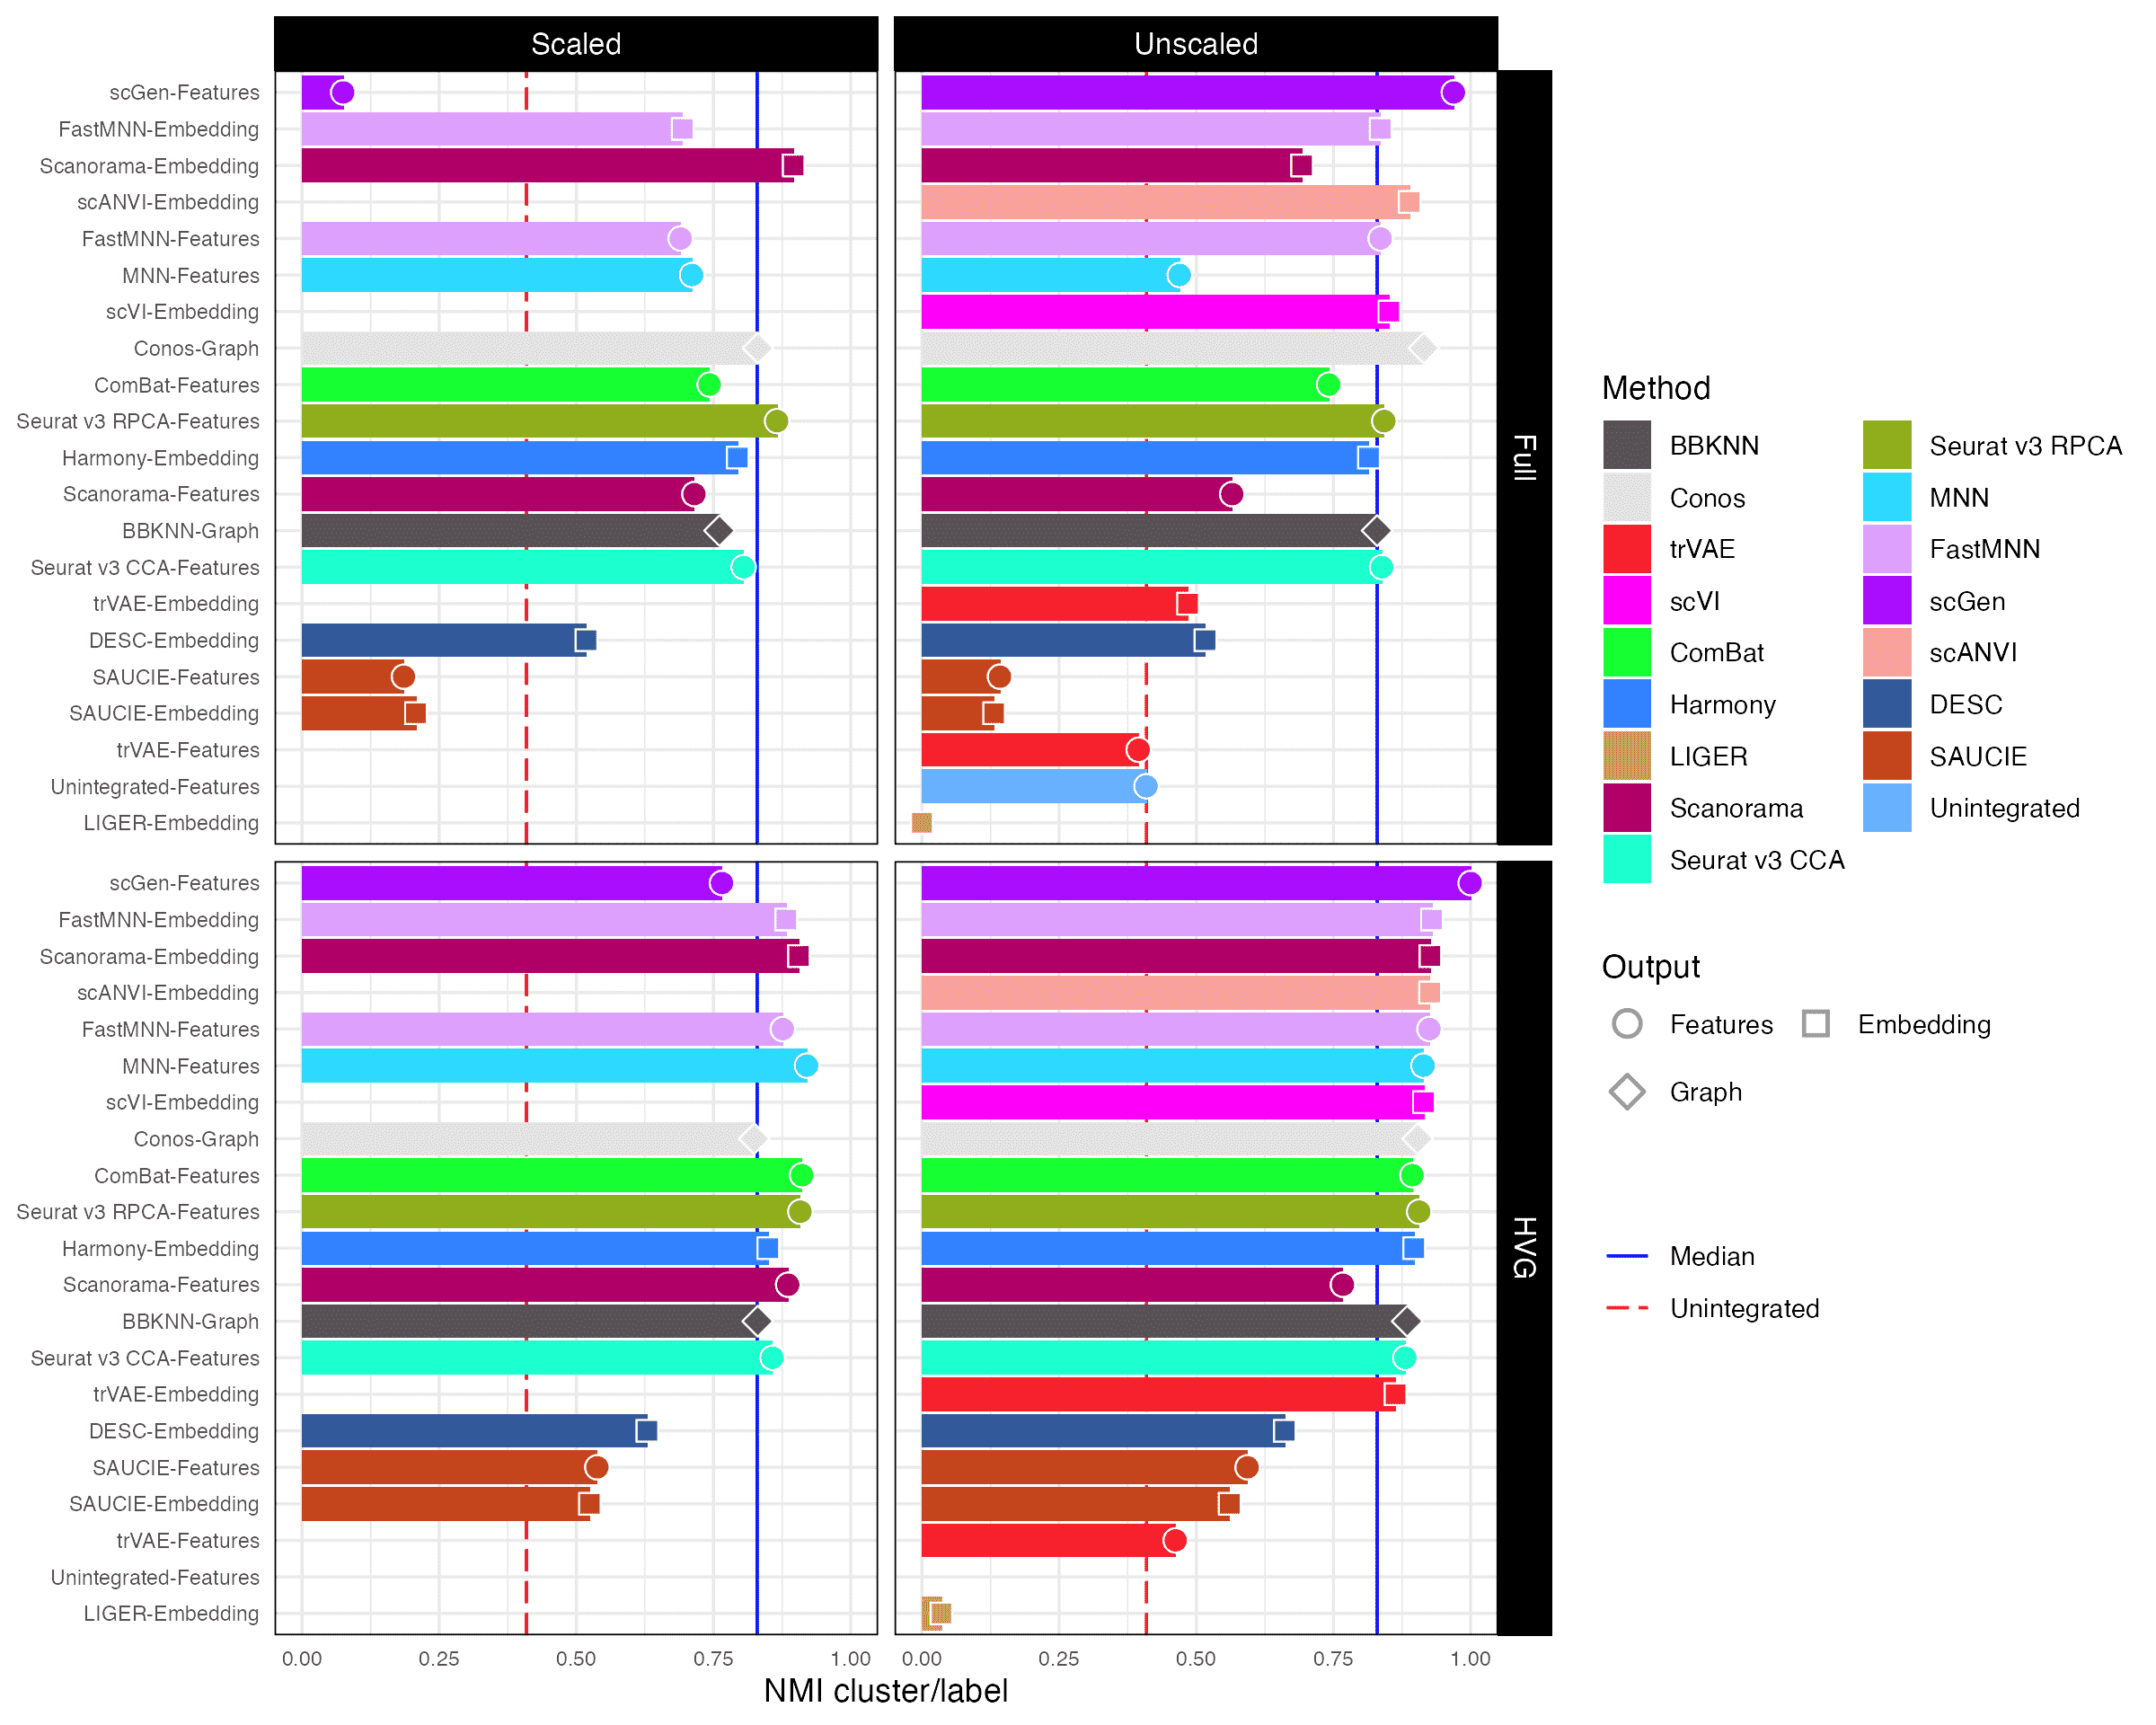 Scaled
Unscaled
scGen-Features
FastMNN-Embedding
Scanorama-Embedding
scANVI-Embedding
FastMNN-Features
MNN-Features
scVI-Embedding
Conos-Graph
ComBat-Features
Seurat v3 RPCA-Features
Harmony-Embedding
Scanorama-Features
BBKNN-Graph
Seurat v3 CCA-Features
trVAE-Embedding
DESC-Embedding
SAUCIE-Features
SAUCIE-Embedding
trVAE-Features
Unintegrated-Features
LIGER-Embedding
Full
scGen-Features
FastMNN-Embedding
Scanorama-Embedding
scANVI-Embedding
FastMNN-Features
MNN-Features
scVI-Embedding
Conos-Graph
ComBat-Features
Seurat v3 RPCA-Features
Harmony-Embedding
Scanorama-Features
BBKNN-Graph
Seurat v3 CCA-Features
trVAE-Embedding
DESC-Embedding
SAUCIE-Features
SAUCIE-Embedding
trVAE-Features
Unintegrated-Features
LIGER-Embedding
HVG
0.00 0.25 0.50 0.75 1.00 0.00 0.25 0.50 0.75 1.00
NMI cluster/label
Method
BBKNN Seurat v3 RPCA
Conos MNN
trVAE FastMNN
scVI scGen
ComBat scANVI
Harmony DESC
LIGER SAUCIE
Scanorama Unintegrated
Seurat v3 CCA
Output
Features Embedding
Graph
Median
Unintegrated